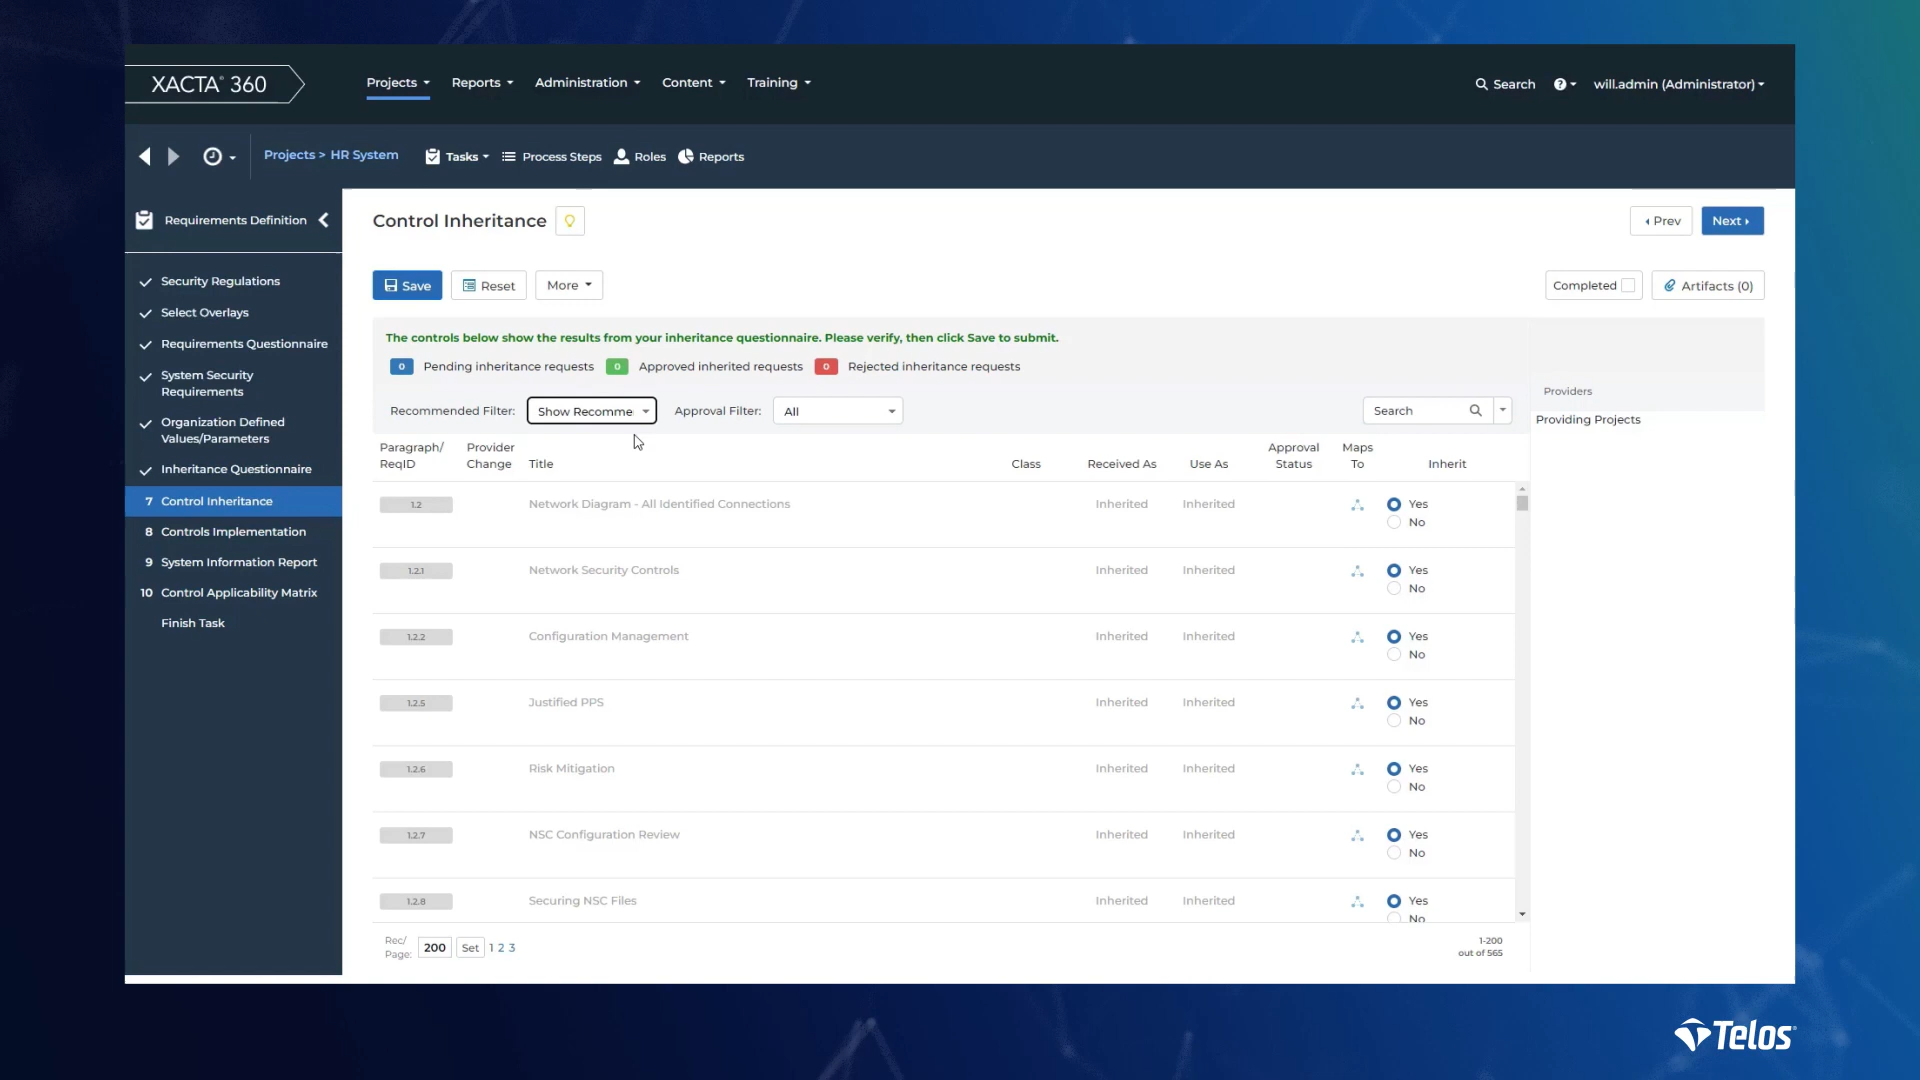 XACTA® 360
Projects
Reports
Administration
Content
Training
Search
will.admin (Administrator)
Projects > HR System
Tasks
Process Steps
Roles
Reports
Requirements Definition
Security Regulations
Select Overlays
Requirements Questionnaire
System Security
Requirements
Organization Defined
Values/Parameters
Inheritance Questionnaire
7 Control Inheritance
8 Controls Implementation
9 System Information Report
10 Control Applicability Matrix
Finish Task
Control Inheritance
Prev
Next
Save
Reset
More
Completed
Artifacts (0)
The controls below show the results from your inheritance questionnaire. Please verify, then click Save to submit.
0 Pending inheritance requests 0 Approved inherited requests 0 Rejected inheritance requests
Recommended Filter: Show Recomme Approval Filter: All
Search
Providers
Providing Projects
Paragraph/
ReqID
Provider
Change
Title
Class
Received As
Use As
Approval
Status
Maps
To
Inherit
1.2 Network Diagram - All Identified Connections Inherited Inherited Yes
No
1.2.1 Network Security Controls Inherited Inherited Yes
No
1.2.2 Configuration Management Inherited Inherited Yes
No
1.2.5 Justified PPS Inherited Inherited Yes
No
1.2.6 Risk Mitigation Inherited Inherited Yes
No
1.2.7 NSC Configuration Review Inherited Inherited Yes
No
1.2.8 Securing NSC Files Inherited Inherited Yes
No
Rec/
Page: 200 Set 1 2 3
1-200
out of 565
Telos